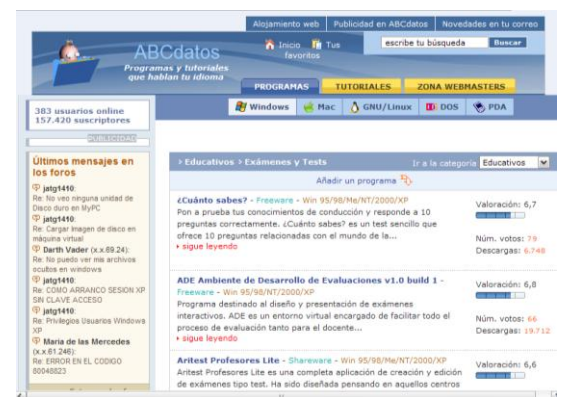 Alojamiento web
Publicidad en ABCdatos
Novedades en tu correo
ABCdatos
Programas y tutoriales
que hablan tu idioma
Inicio
Tus
favoritos
escribe tu búsqueda
Buscar
PROGRAMAS
TUTORIALES
ZONA WEBMASTERS
Windows
Mac
GNU/Linux
DOS
PDA
383 usuarios online
157.420 suscriptores
PUBLICIDAD
Últimos mensajes en
los foros
jatg1410:
Re: No veo ninguna unidad de
Disco duro en MyPC
jatg1410:
Re: Cargar Imagen de disco en
máquina virtual
Darth Vader (x.x.69.24):
Re: No puedo ver mis archivos
ocultos en windows
jatg1410:
Re: COMO ARRANCO SESION XP
SIN CLAVE ACCESO
jatg1410:
Re: Privilegios Usuarios Windows
XP
Maria de las Mercedes
(x.x.61.246):
Re: ERROR EN EL CODIGO
80048823
> Educativos > Exámenes y Tests
Ir a la categoría
Educativos
Añadir un programa
¿Cuánto sabes? - Freeware - Win 95/98/Me/NT/2000/XP
Pon a prueba tus conocimientos de conducción y responde a 10
preguntas correctamente. ¿Cuánto sabes? es un test sencillo que
ofrece 10 preguntas relacionadas con el mundo de la...
sigue leyendo
Valoración: 6,7
Núm. votos: 79
Descargas: 6.748
ADE Ambiente de Desarrollo de Evaluaciones v1.0 build 1 -
Freeware - Win 95/98/NT/2000/XP
Programa destinado al diseño y presentación de exámenes
interactivos. ADE es un entorno virtual encargado de facilitar todo el
proceso de evaluación tanto para el docente...
sigue leyendo
Valoración: 6,8
Núm. votos: 66
Descargas: 19.712
Aritest Profesores Lite - Shareware - Win 95/98/Me/NT/2000/XP
Aritest Profesores Lite es una completa aplicación de creación y edición
de exámenes tipo test. Ha sido diseñada pensando en aquellos centros
Valoración: 6,6